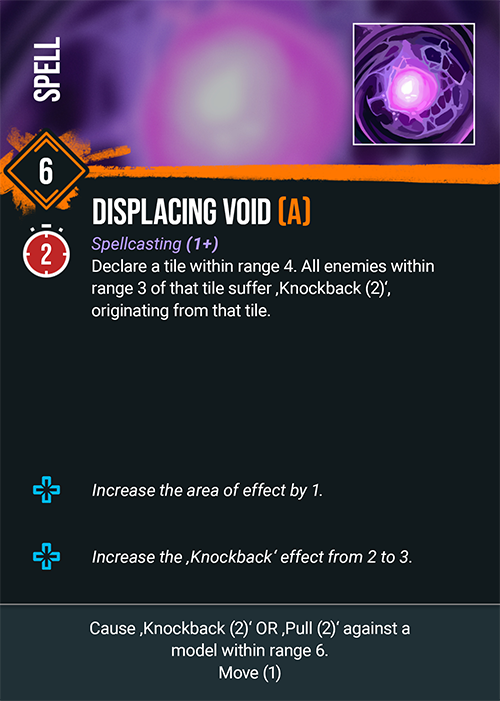 SPELL
6
DISPLACING VOID (A)
2
Spellcasting (1+)
Declare a tile within range 4. All enemies within
range 3 of that tile suffer ‚Knockback (2)‘,
originating from that tile.
Increase the area of effect by 1.
Increase the ‚Knockback‘ effect from 2 to 3.
Cause ‚Knockback (2)‘ OR ‚Pull (2)‘ against a
model within range 6.
Move (1)